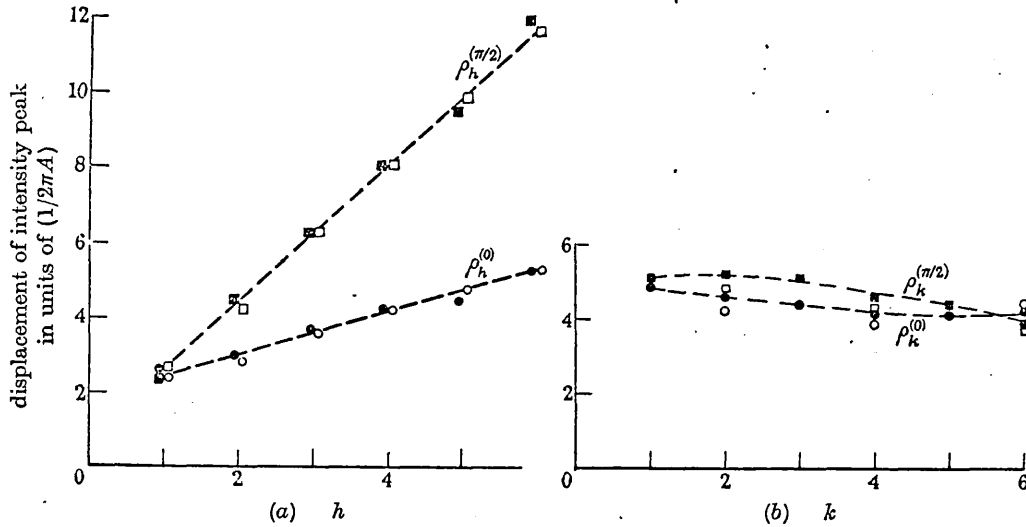 displacement of intensity peak
in units of (1/2πA)
12
10
8
6
4
2
0
ρ_h^(π/2)
ρ_h^(0)
2
4
(a) h
6
4
2
0
ρ_k^(π/2)
ρ_k^(0)
2
4
6
(b) k